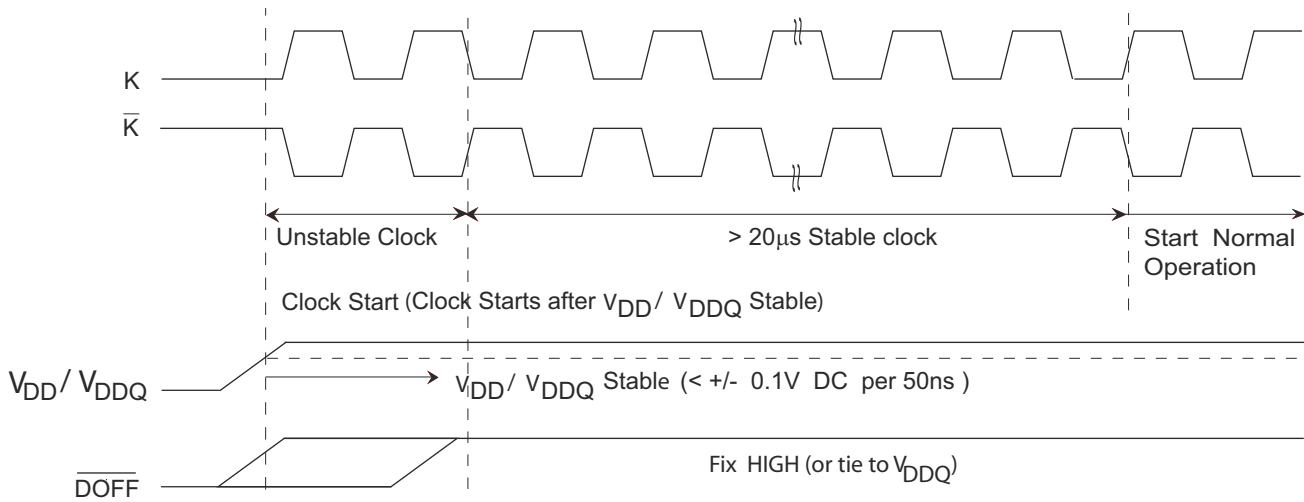 K
K̅
Unstable Clock
> 20μs Stable clock
Start Normal
Operation
Clock Start (Clock Starts after VDD / VDDQ Stable)
VDD / VDDQ
VDD / VDDQ Stable (< +/- 0.1V DC per 50ns )
Fix HIGH (or tie to VDDQ)
D̅O̅F̅F̅